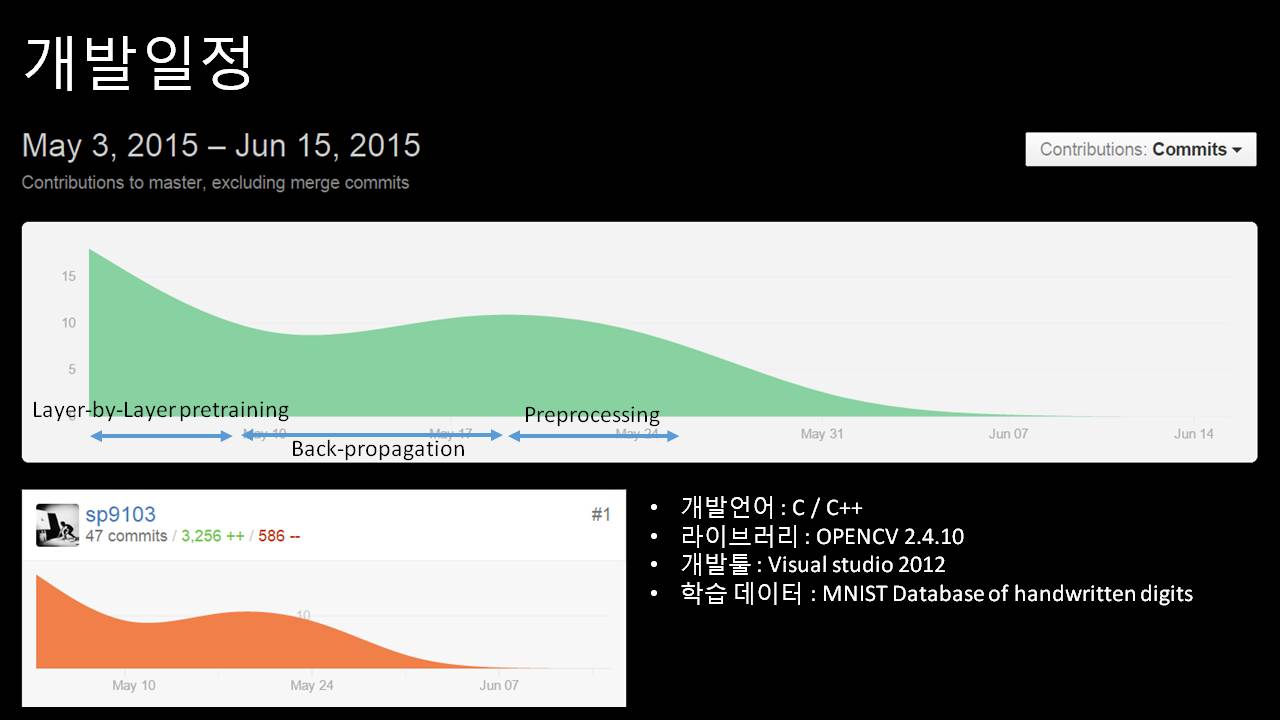 개발일정
May 3, 2015 – Jun 15, 2015
Contributions to master, excluding merge commits
Contributions: Commits
15
10
5
0
Layer-by-Layer pretraining
Preprocessing
May 10
May 17
May 24
May 31
Jun 07
Jun 14
Back-propagation
sp9103
#1
47 commits / 3,256 ++ / 586 --
10
May 10
May 24
Jun 07
• 개발언어 : C / C++
• 라이브러리 : OPENCV 2.4.10
• 개발툴 : Visual studio 2012
• 학습 데이터 : MNIST Database of handwritten digits